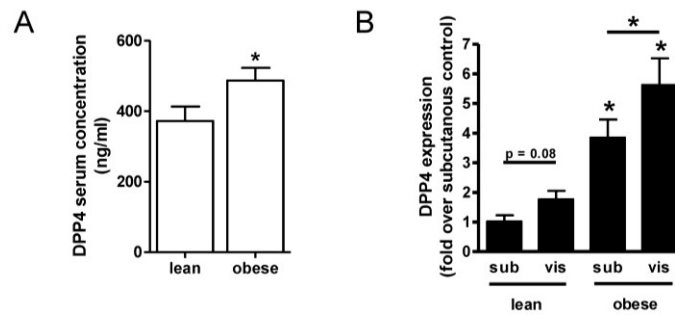 A
DPP4 serum concentration
(ng/ml)
600
400
200
0
*
lean
obese
B
DPP4 expression
(fold over subcutanous control)
7
6
5
4
3
2
1
0
p = 0.08
*
*
*
sub vis sub vis
lean obese